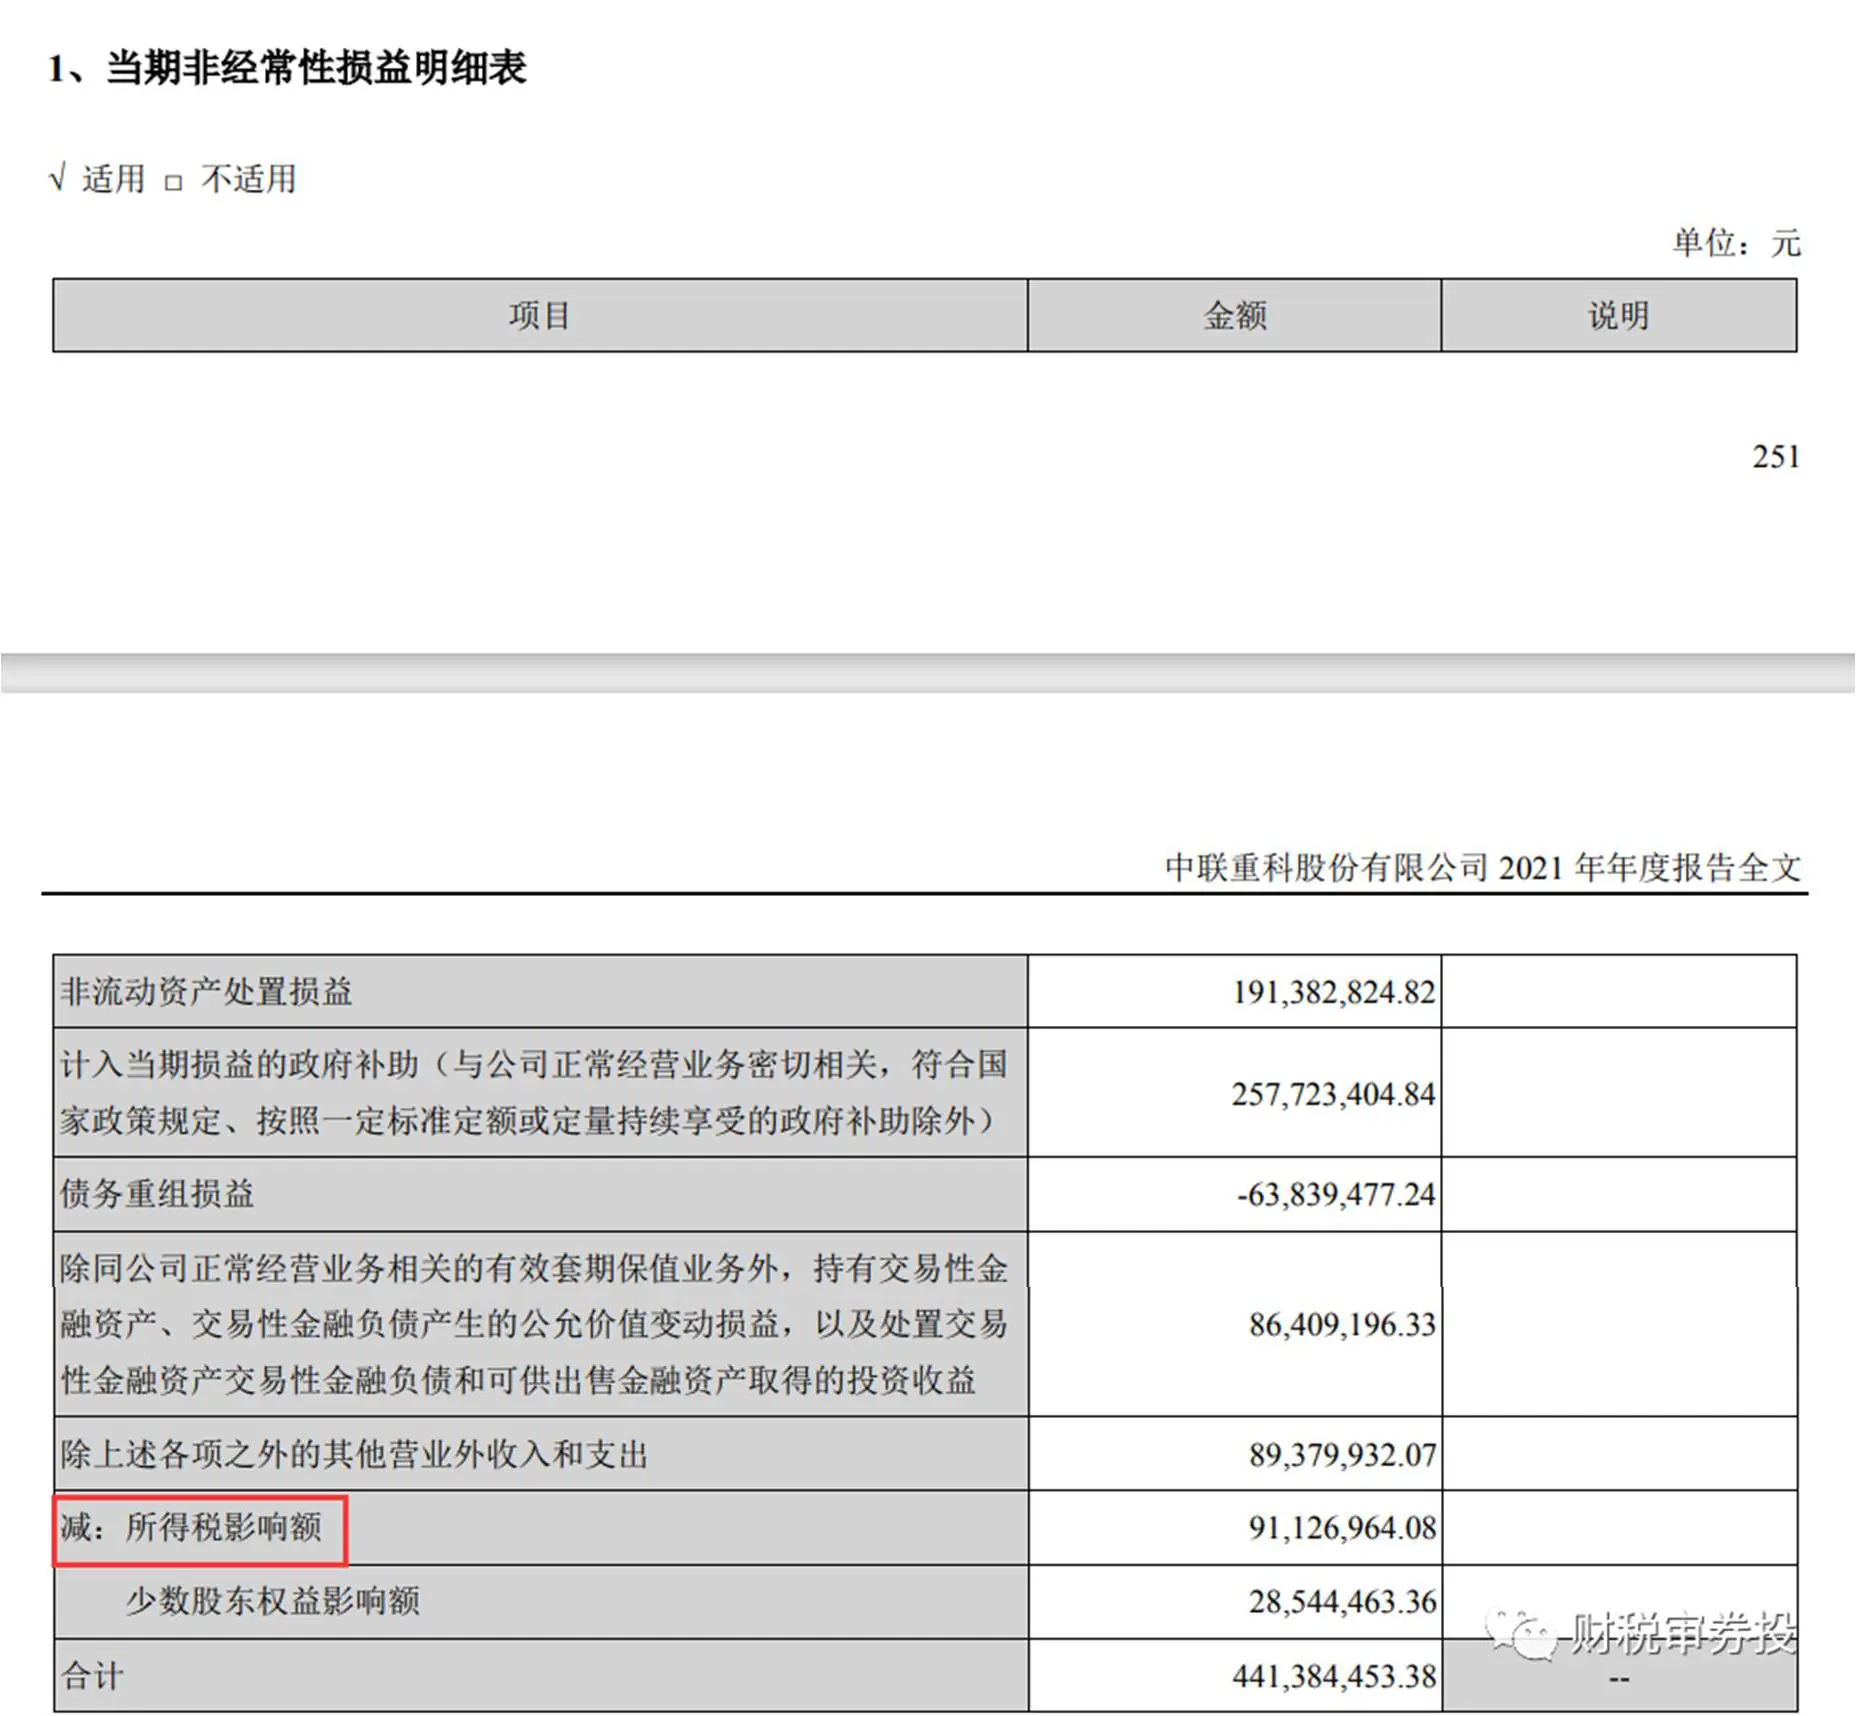 1、当期非经常性损益明细表
√ 适用 □ 不适用
单位：元
项目 金额 说明
251
中联重科股份有限公司 2021 年年度报告全文
非流动资产处置损益 191,382,824.82
计入当期损益的政府补助（与公司正常经营业务密切相关，符合国
家政策规定、按照一定标准定额或定量持续享受的政府补助除外） 257,723,404.84
债务重组损益 -63,839,477.24
除同公司正常经营业务相关的有效套期保值业务外，持有交易性金
融资产、交易性金融负债产生的公允价值变动损益，以及处置交易 86,409,196.33
性金融资产交易性金融负债和可供出售金融资产取得的投资收益
除上述各项之外的其他营业外收入和支出 89,379,932.07
减：所得税影响额 91,126,964.08
少数股东权益影响额 28,544,463.36
财税审券投
合计 441,384,453.38 --